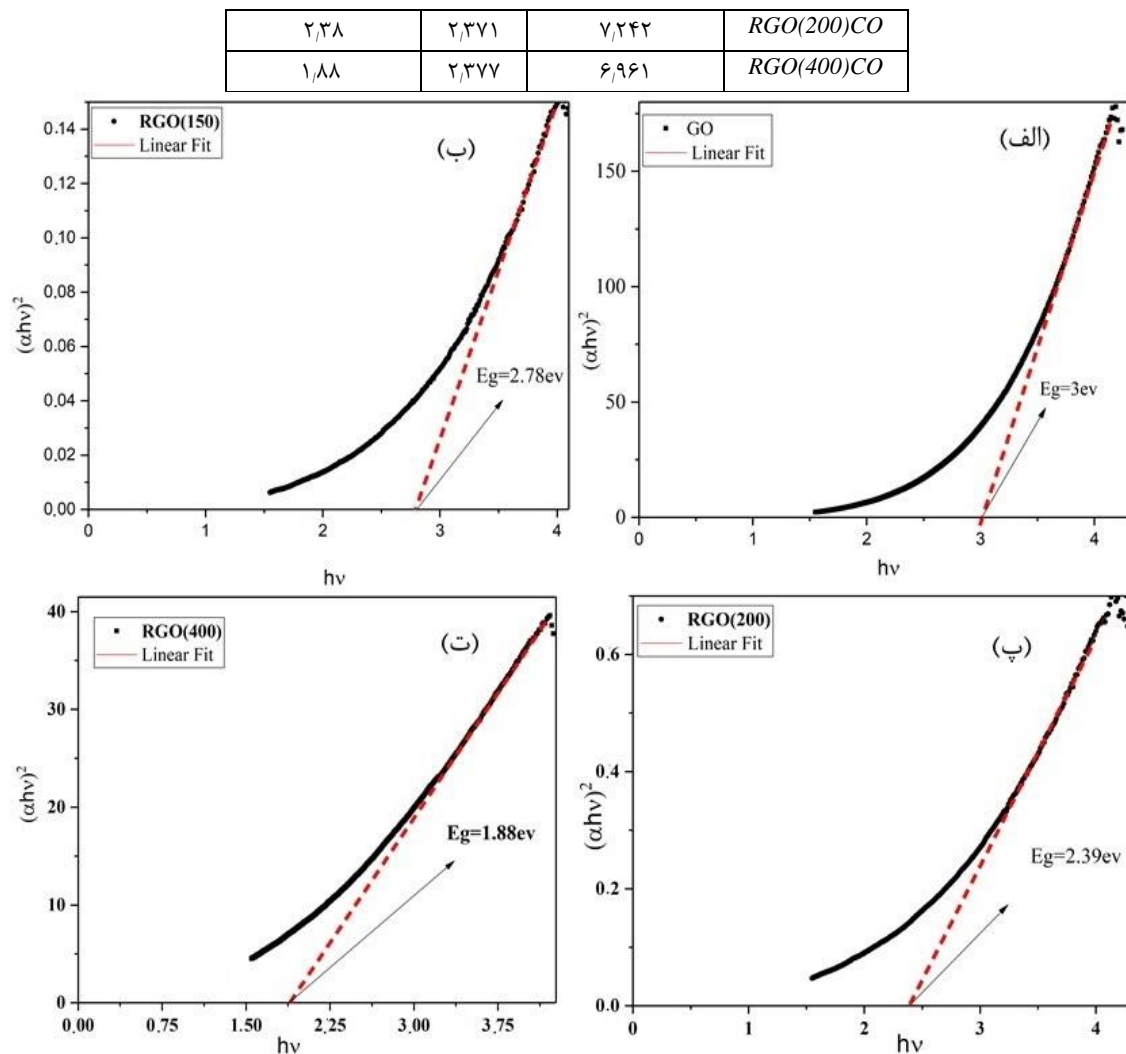 RGO(200)CO ۷٫۲۴۲ ۲٫۳۷۱ ۲٫۳۸
RGO(400)CO ۶٫۹۶۱ ۲٫۳۷۷ ۱٫۸۸
(الف)
GO
Linear Fit
Eg=3ev
(αhν)²
150
100
50
0
0 1 2 3 4
hν
(ب)
RGO(150)
Linear Fit
Eg=2.78ev
(αhν)²
0.14
0.12
0.10
0.08
0.06
0.04
0.02
0.00
0 1 2 3 4
hν
(پ)
RGO(200)
Linear Fit
Eg=2.39ev
(αhν)²
0.6
0.4
0.2
0.0
0 1 2 3 4
hν
(ت)
RGO(400)
Linear Fit
Eg=1.88ev
(αhν)²
40
30
20
10
0
0.00 0.75 1.50 2.25 3.00 3.75
hν